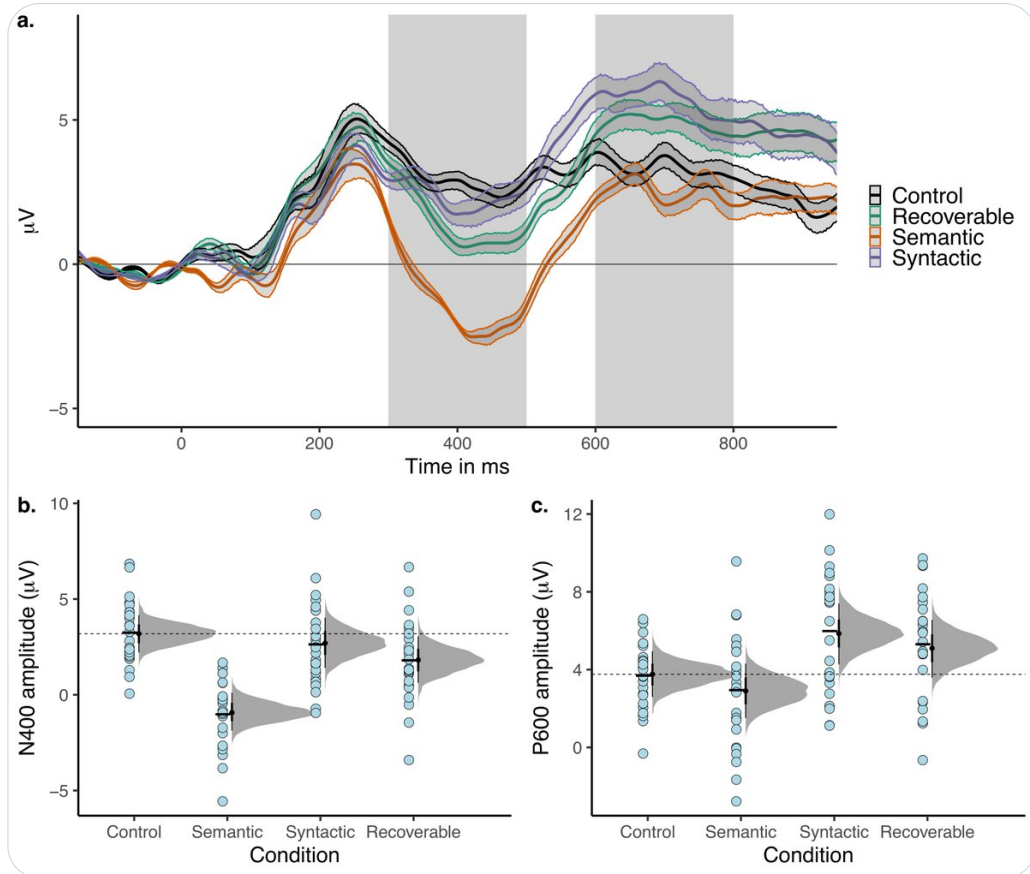 a.
5
0
−5
μV
0 200 400 600 800
Time in ms
Control
Recoverable
Semantic
Syntactic
b.
10
5
0
−5
N400 amplitude (μV)
Control Semantic Syntactic Recoverable
Condition
c.
12
8
4
0
P600 amplitude (μV)
Control Semantic Syntactic Recoverable
Condition